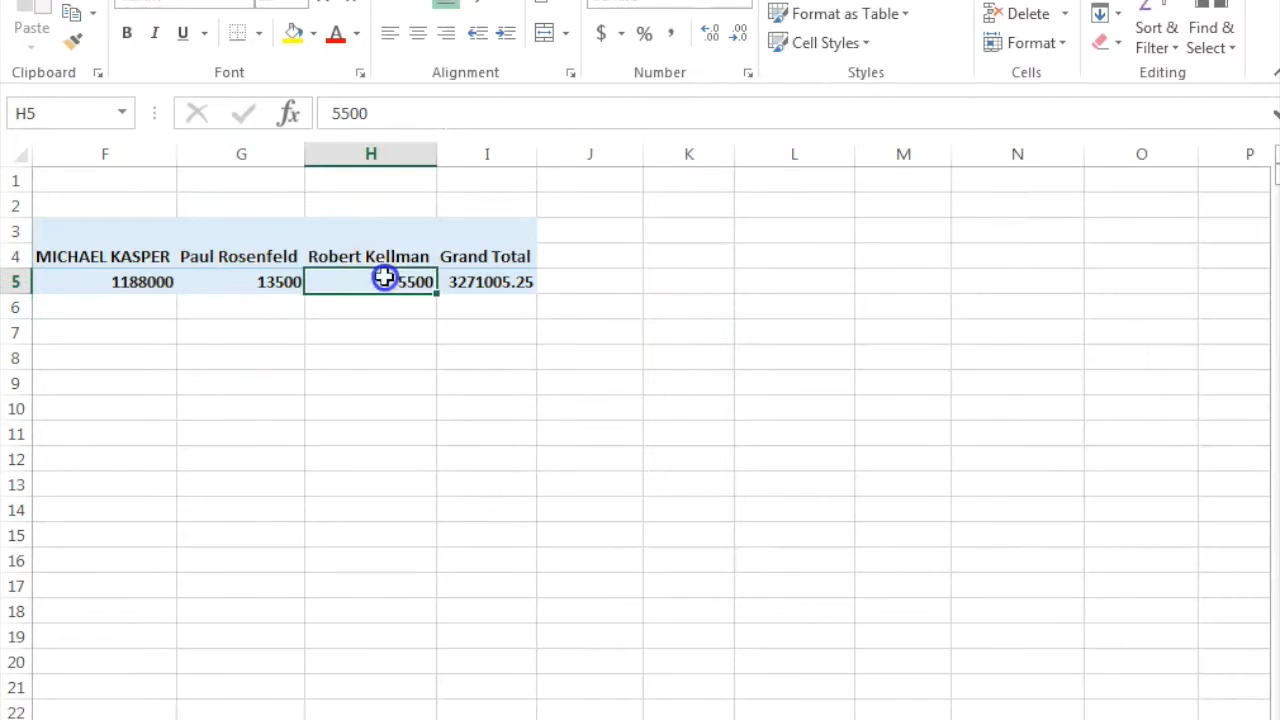 Paste
B I U A
$ % ,
Format as Table
Cell Styles
Delete
Format
Sort &
Filter
Find &
Select
Clipboard Font Alignment Number Styles Cells Editing
H5 fx 5500
F G H I J K L M N O P
1
2
3
4 MICHAEL KASPER Paul Rosenfeld Robert Kellman Grand Total
5 1188000 13500 5500 3271005.25
6
7
8
9
10
11
12
13
14
15
16
17
18
19
20
21
22